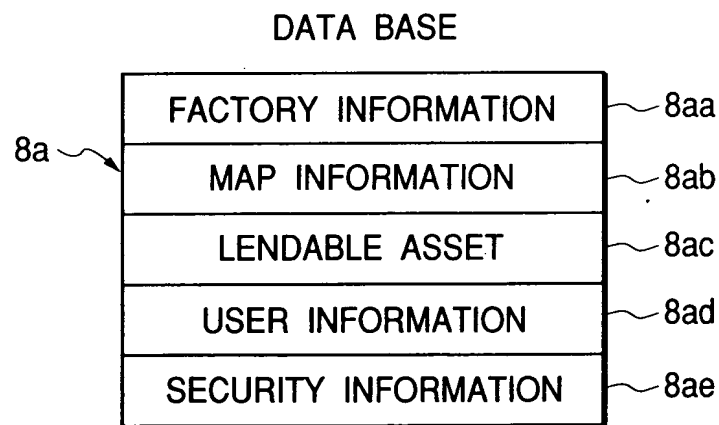 DATA BASE
FACTORY INFORMATION 8aa
8a
MAP INFORMATION 8ab
LENDABLE ASSET 8ac
USER INFORMATION 8ad
SECURITY INFORMATION 8ae